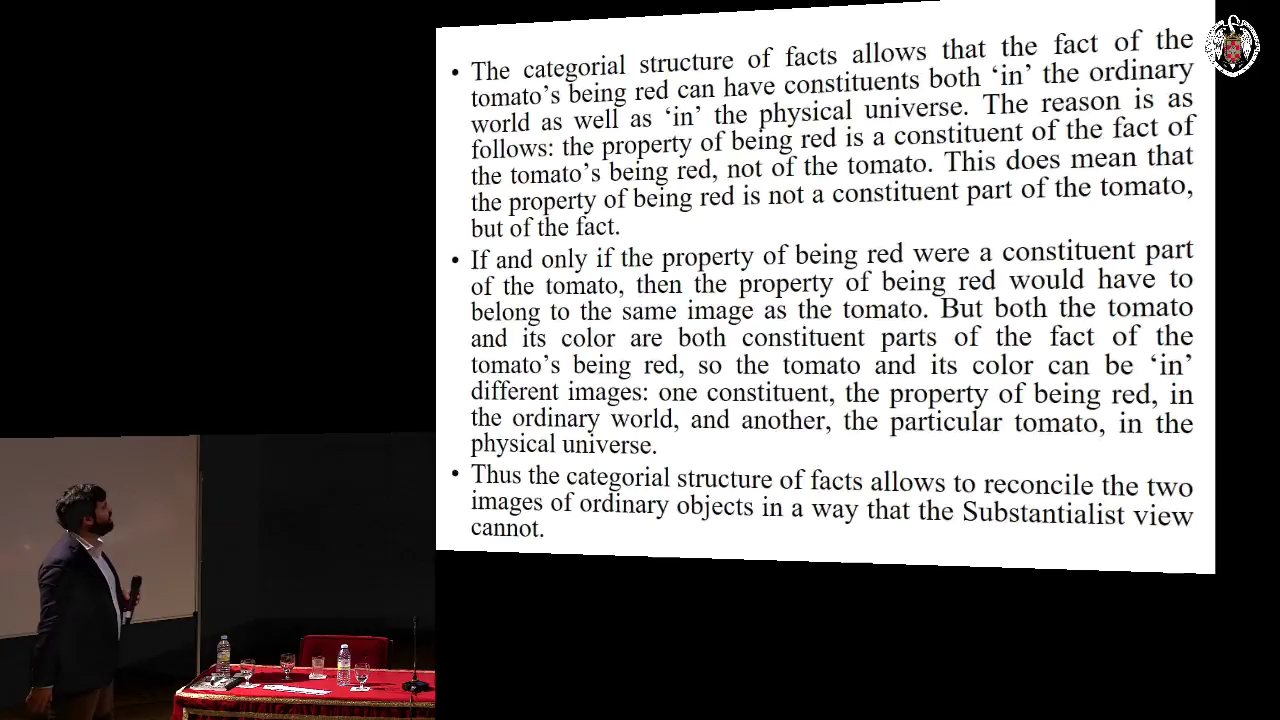 • The categorial structure of facts allows that the fact of the
tomato's being red can have constituents both 'in' the ordinary
world as well as 'in' the physical universe. The reason is as
follows: the property of being red is a constituent of the fact of
the tomato's being red, not of the tomato. This does mean that
the property of being red is not a constituent part of the tomato,
but of the fact.
• If and only if the property of being red were a constituent part
of the tomato, then the property of being red would have to
belong to the same image as the tomato. But both the tomato
and its color are both constituent parts of the fact of the
tomato's being red, so the tomato and its color can be 'in'
different images: one constituent, the property of being red, in
the ordinary world, and another, the particular tomato, in the
physical universe.
• Thus the categorial structure of facts allows to reconcile the two
images of ordinary objects in a way that the Substantialist view
cannot.